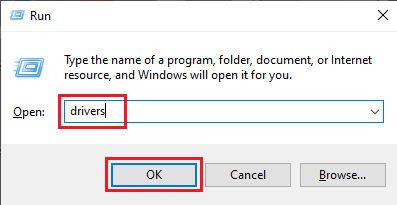 Run
Type the name of a program, folder, document, or Internet
resource, and Windows will open it for you.
Open: drivers
OK Cancel Browse...